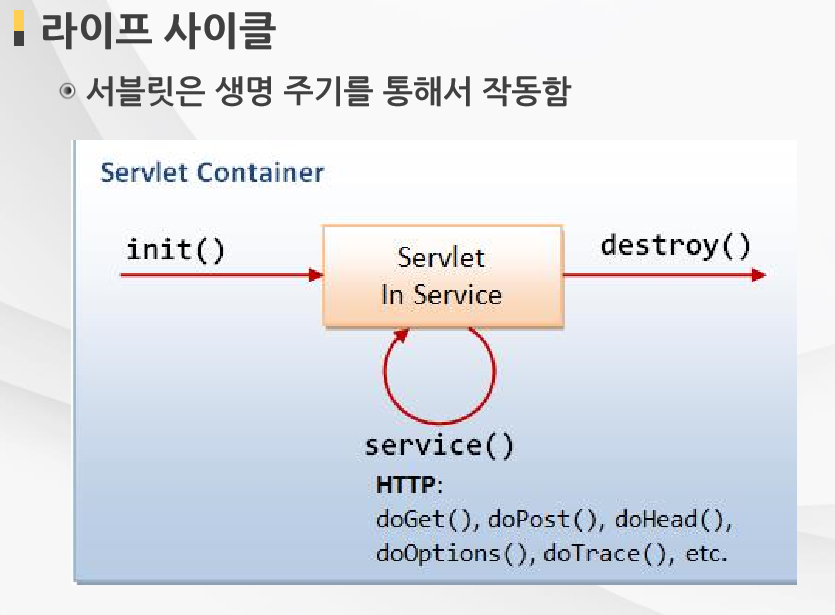 라이프 사이클
서블릿은 생명 주기를 통해서 작동함
Servlet Container
init()
Servlet
In Service
destroy()
service()
HTTP:
doGet(), doPost(), doHead(),
doOptions(), doTrace(), etc.